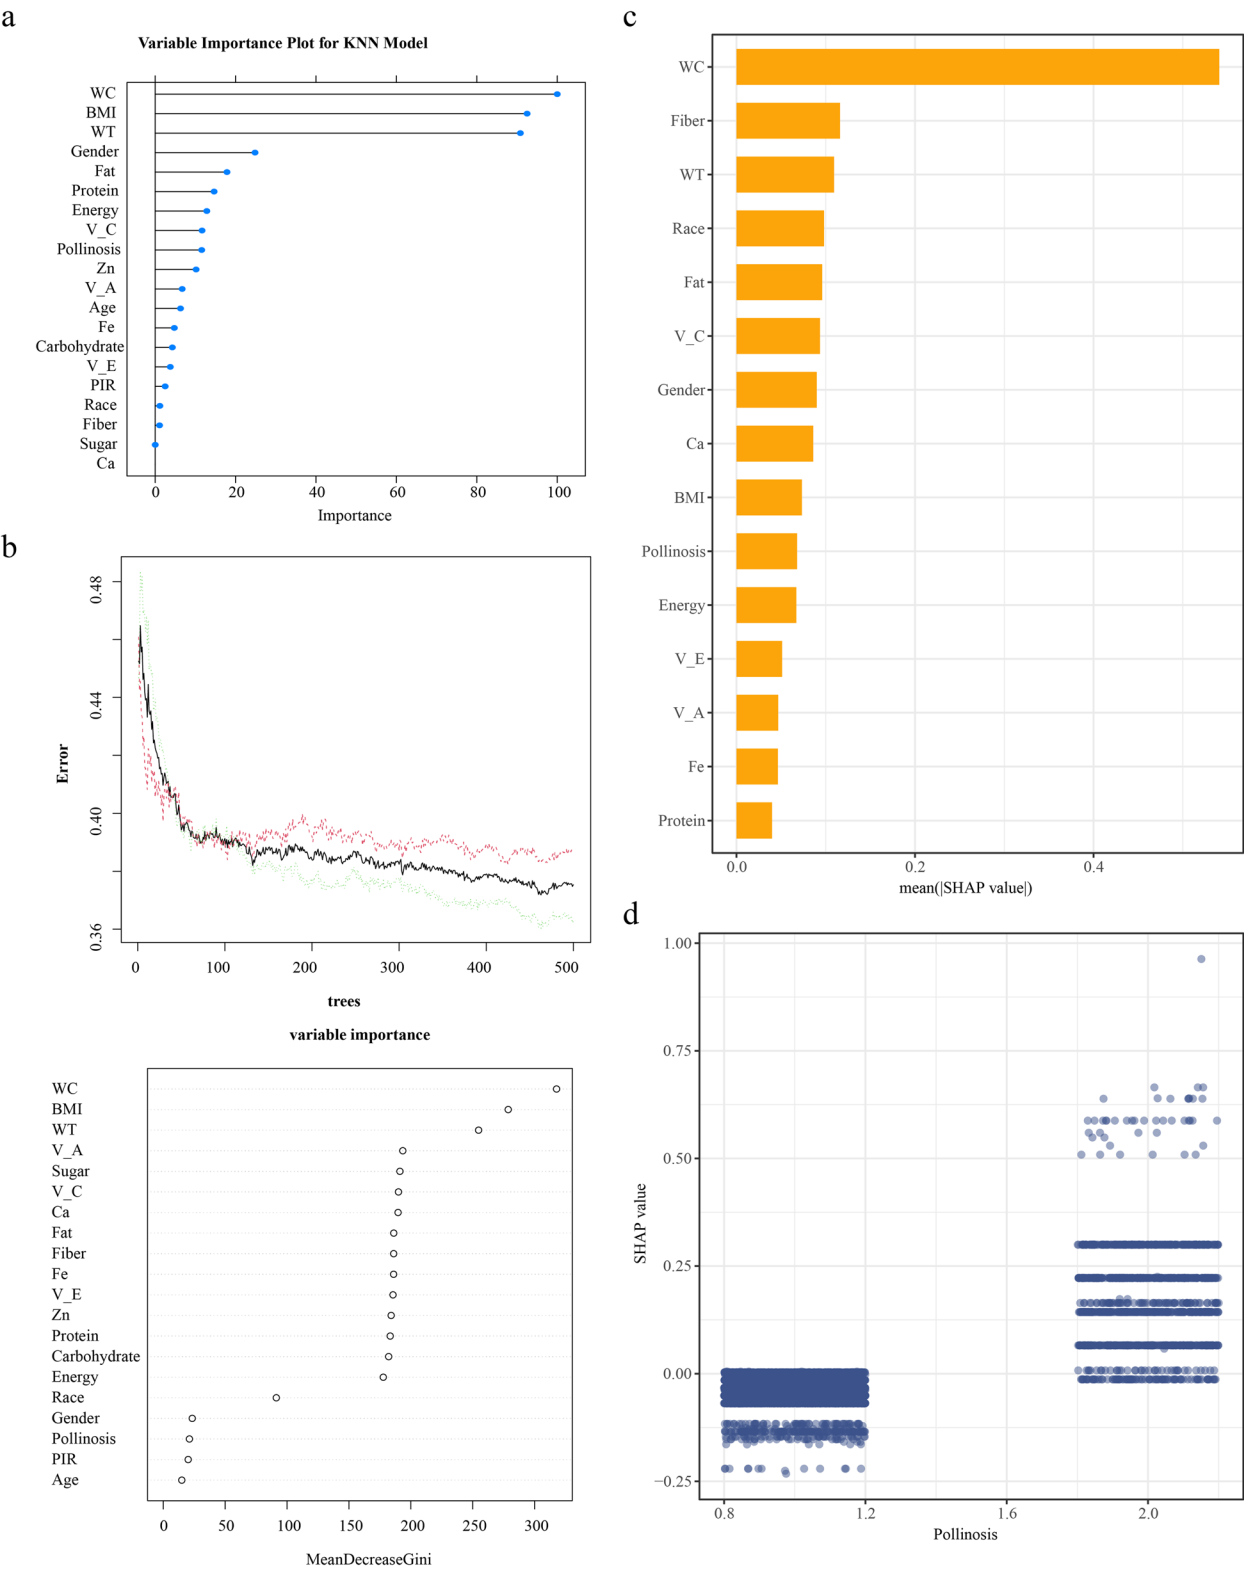 a
Variable Importance Plot for KNN Model
WC
BMI
WT
Gender
Fat
Protein
Energy
V_C
Pollinosis
Zn
V_A
Age
Fe
Carbohydrate
V_E
PIR
Race
Fiber
Sugar
Ca
0 20 40 60 80 100
Importance
b
0.48
0.44
0.40
0.36
Error
0 100 200 300 400 500
trees
variable importance
WC
BMI
WT
V_A
Sugar
V_C
Ca
Fat
Fiber
Fe
V_E
Zn
Protein
Carbohydrate
Energy
Race
Gender
Pollinosis
PIR
Age
0 50 100 150 200 250 300
MeanDecreaseGini
c
WC
Fiber
WT
Race
Fat
V_C
Gender
Ca
BMI
Pollinosis
Energy
V_E
V_A
Fe
Protein
0.0 0.2 0.4
mean(|SHAP value|)
d
1.00
0.75
0.50
0.25
0.00
−0.25
SHAP value
0.8 1.2 1.6 2.0
Pollinosis